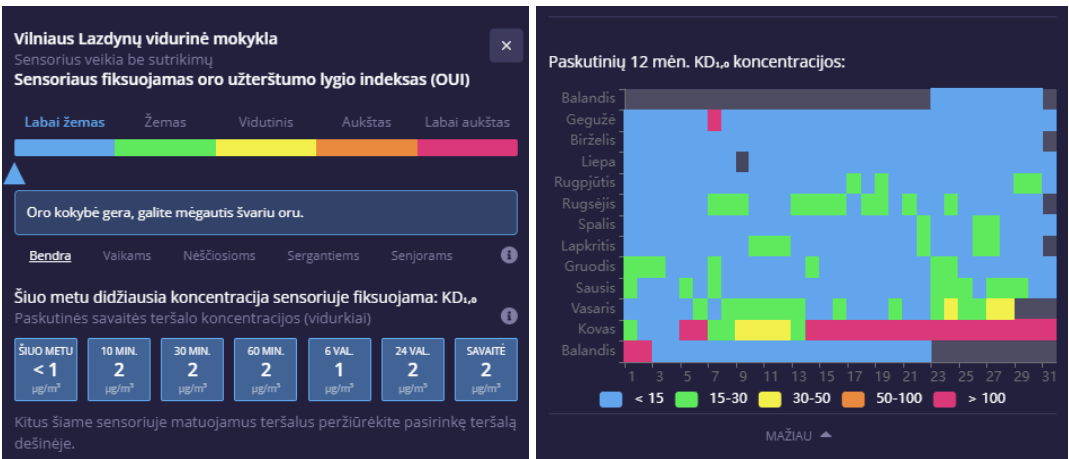 Vilniaus Lazdynų vidurinė mokykla
Sensorius veikia be sutrikimų
Sensoriaus fiksuojamas oro užterštumo lygio indeksas (OUI)
×
Labai žemas Žemas Vidutinis Aukštas Labai aukštas
Oro kokybė gera, galite mėgautis švariu oru.
Bendra Vaikams Nėščiosioms Sergantiems Senjorams i
Šiuo metu didžiausia koncentracija sensoriuje fiksuojama: KD₁,₀
Paskutinės savaitės teršalo koncentracijos (vidurkiai) i
ŠIUO METU 10 MIN. 30 MIN. 60 MIN. 6 VAL. 24 VAL. SAVAITĖ
< 1 2 2 2 1 2 2
µg/m³ µg/m³ µg/m³ µg/m³ µg/m³ µg/m³ µg/m³
Kitus šiame sensoriuje matuojamus teršalus peržiūrėkite pasirinkę teršalą
dešinėje.
Paskutinių 12 mėn. KD₁,₀ koncentracijos:
Balandis
Gegužė
Birželis
Liepa
Rugpjūtis
Rugsėjis
Spalis
Lapkritis
Gruodis
Sausis
Vasaris
Kovas
Balandis
1 3 5 7 9 11 13 15 17 19 21 23 25 27 29 31
< 15 15-30 30-50 50-100 > 100
MAŽIAU